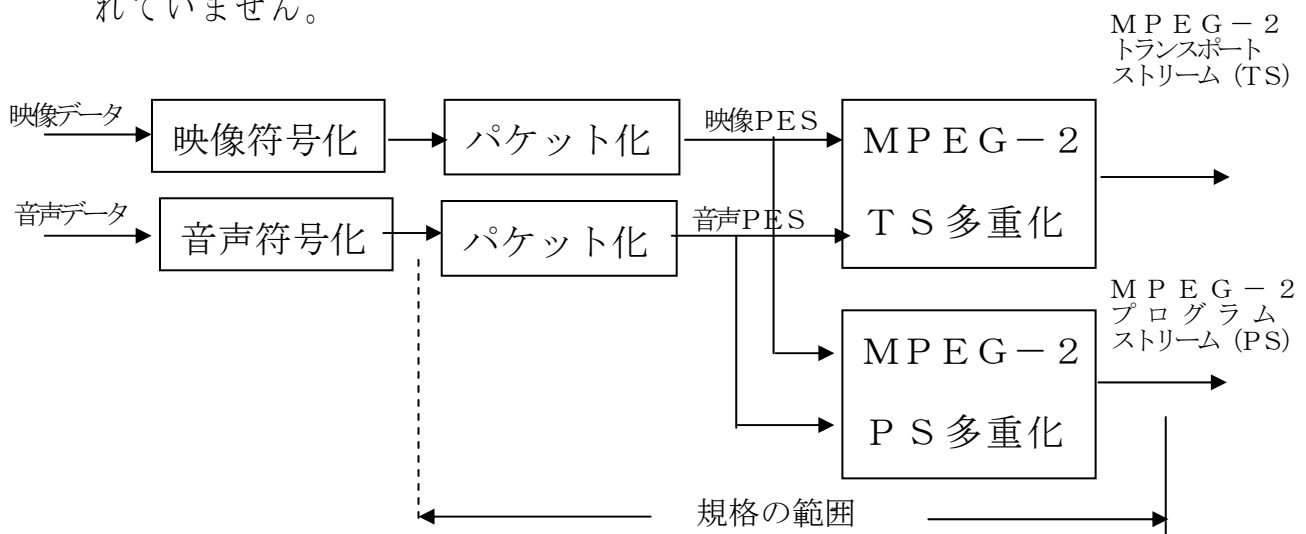 れていません。
ＭＰＥＧ－２
トランスポート
ストリーム (TS)
映像データ
映像符号化
パケット化
映像PES
ＭＰＥＧ－２
ＴＳ多重化
音声データ
音声符号化
パケット化
音声PES
ＭＰＥＧ－２
プログラム
ストリーム (PS)
ＭＰＥＧ－２
ＰＳ多重化
規格の範囲